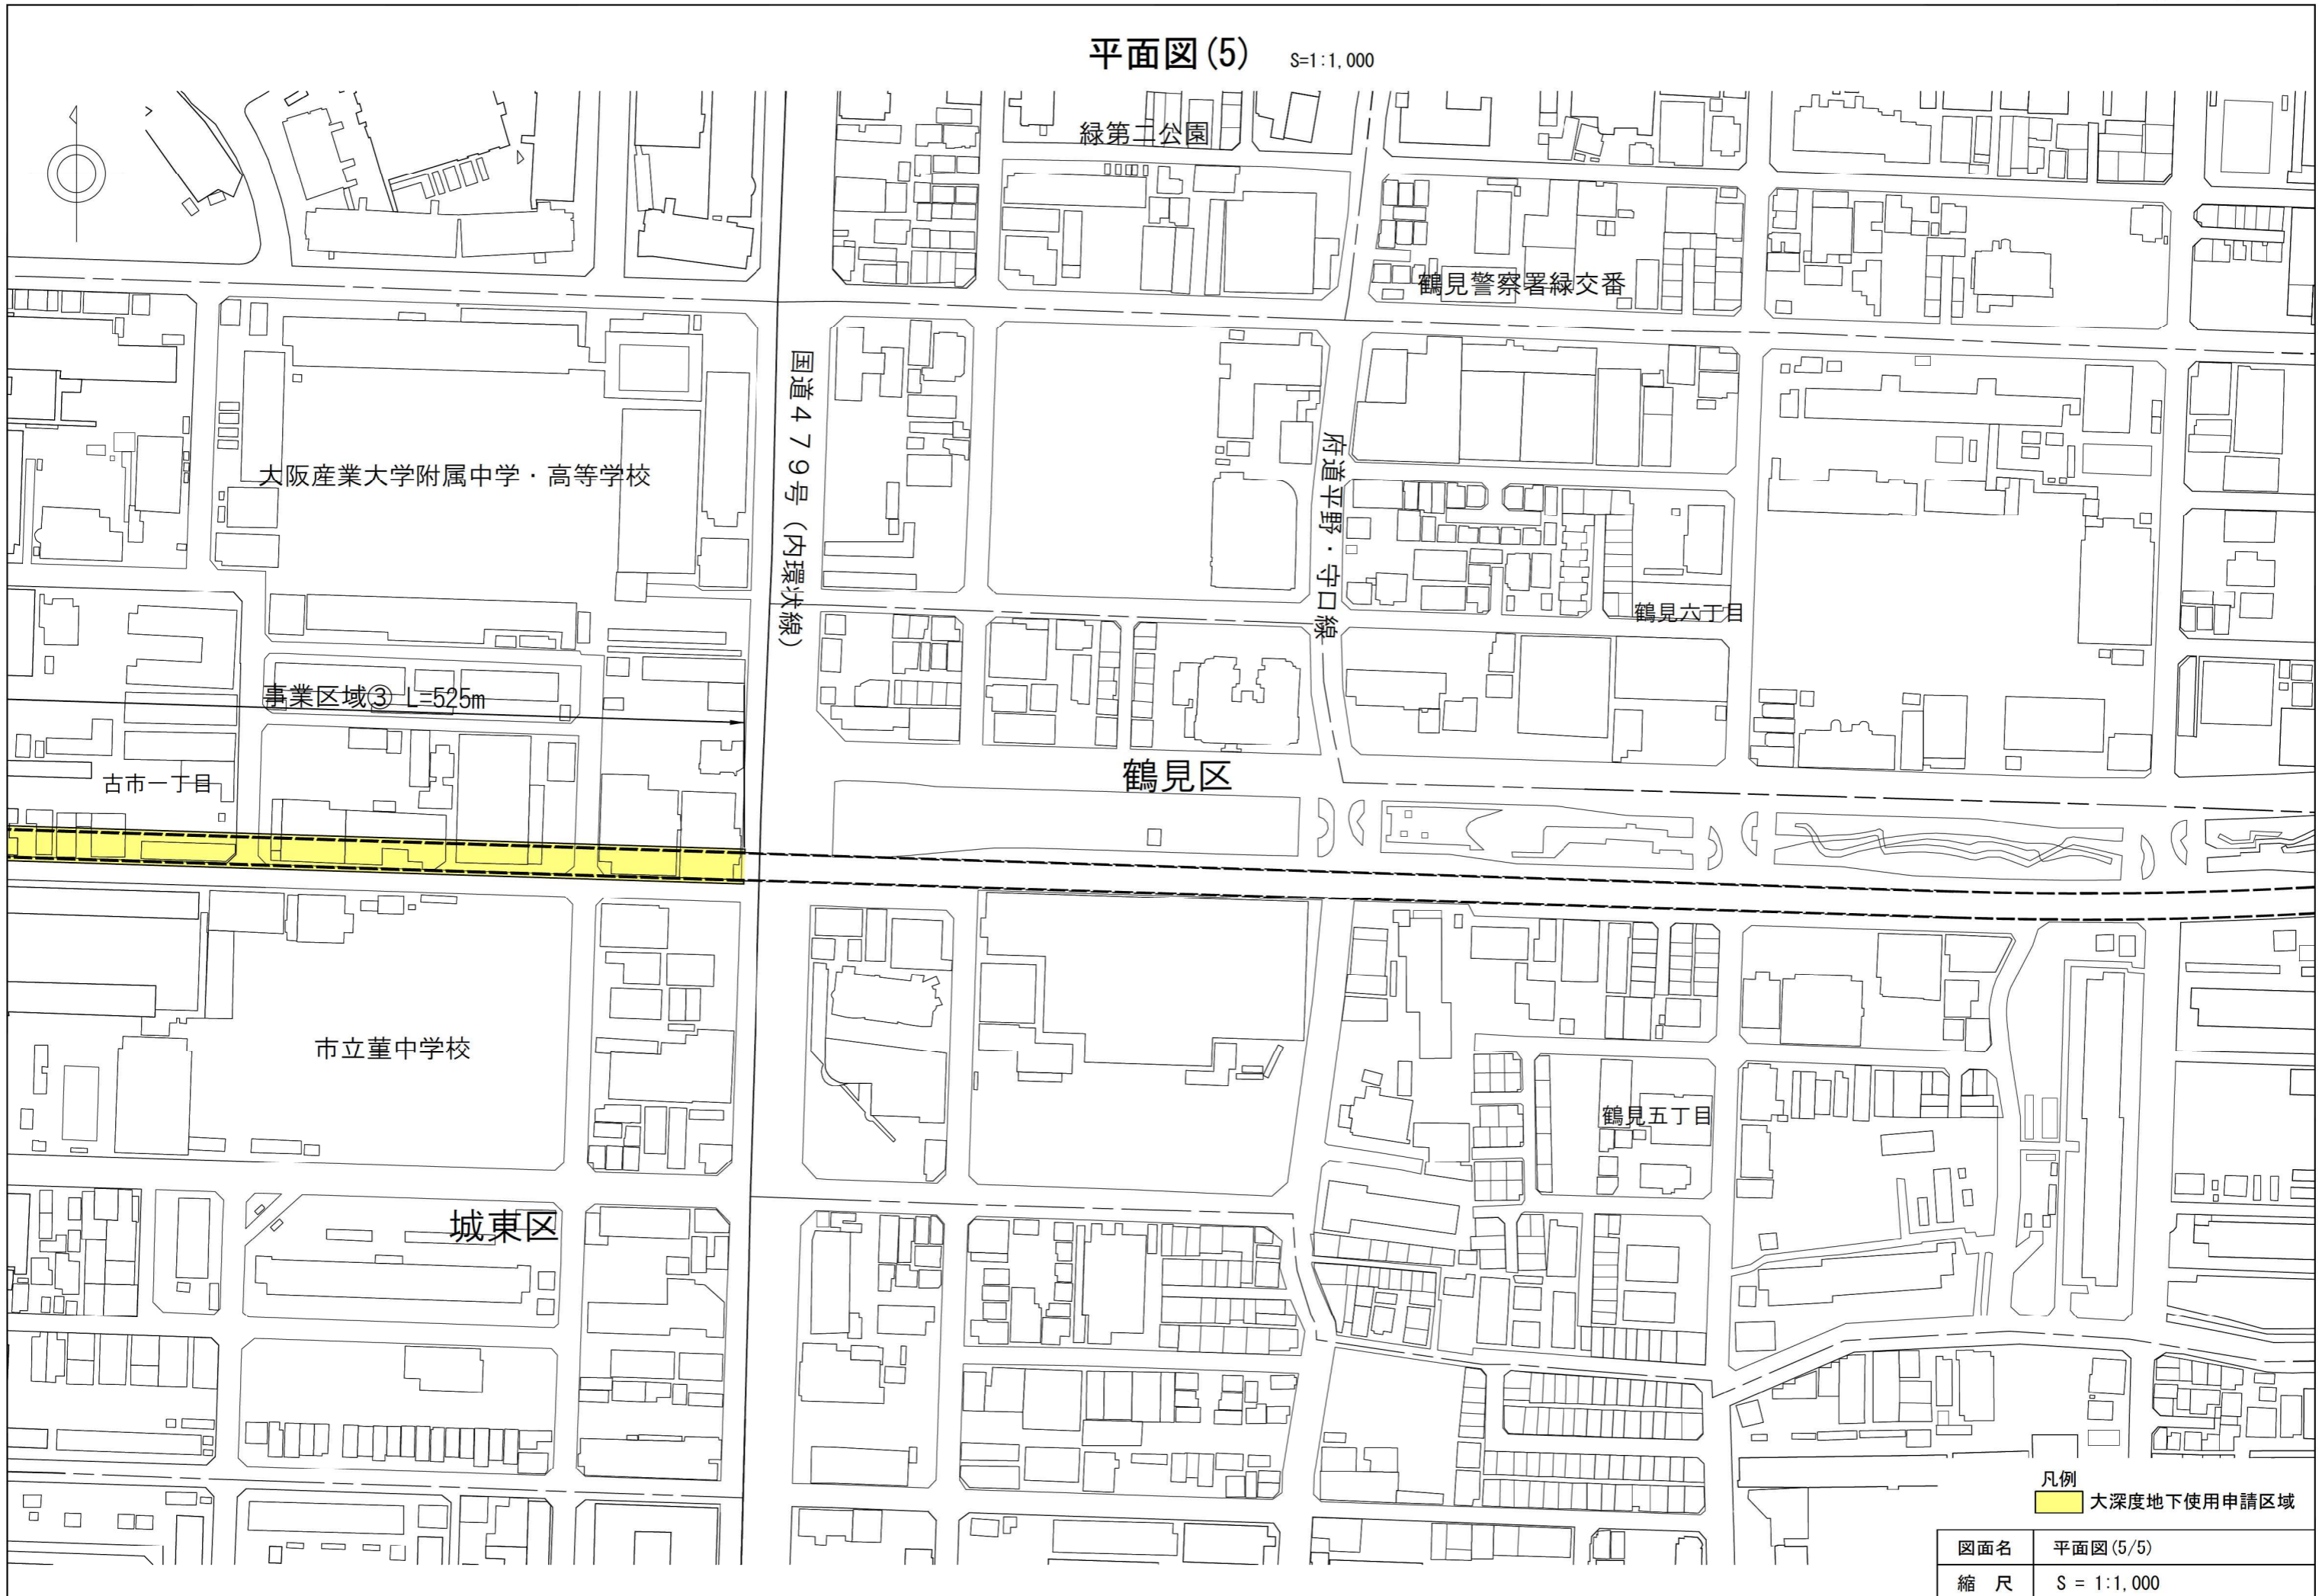 平面図(5) S=1:1,000
緑第二公園
鶴見警察署緑交番
国道479号(内環状線)
大阪産業大学附属中学・高等学校
府道平野・守口線
鶴見六丁目
事業区域③ L=525m
古市一丁目
鶴見区
市立菫中学校
鶴見五丁目
城東区
凡例
大深度地下使用申請区域
図面名 平面図(5/5)
縮 尺 S = 1:1,000